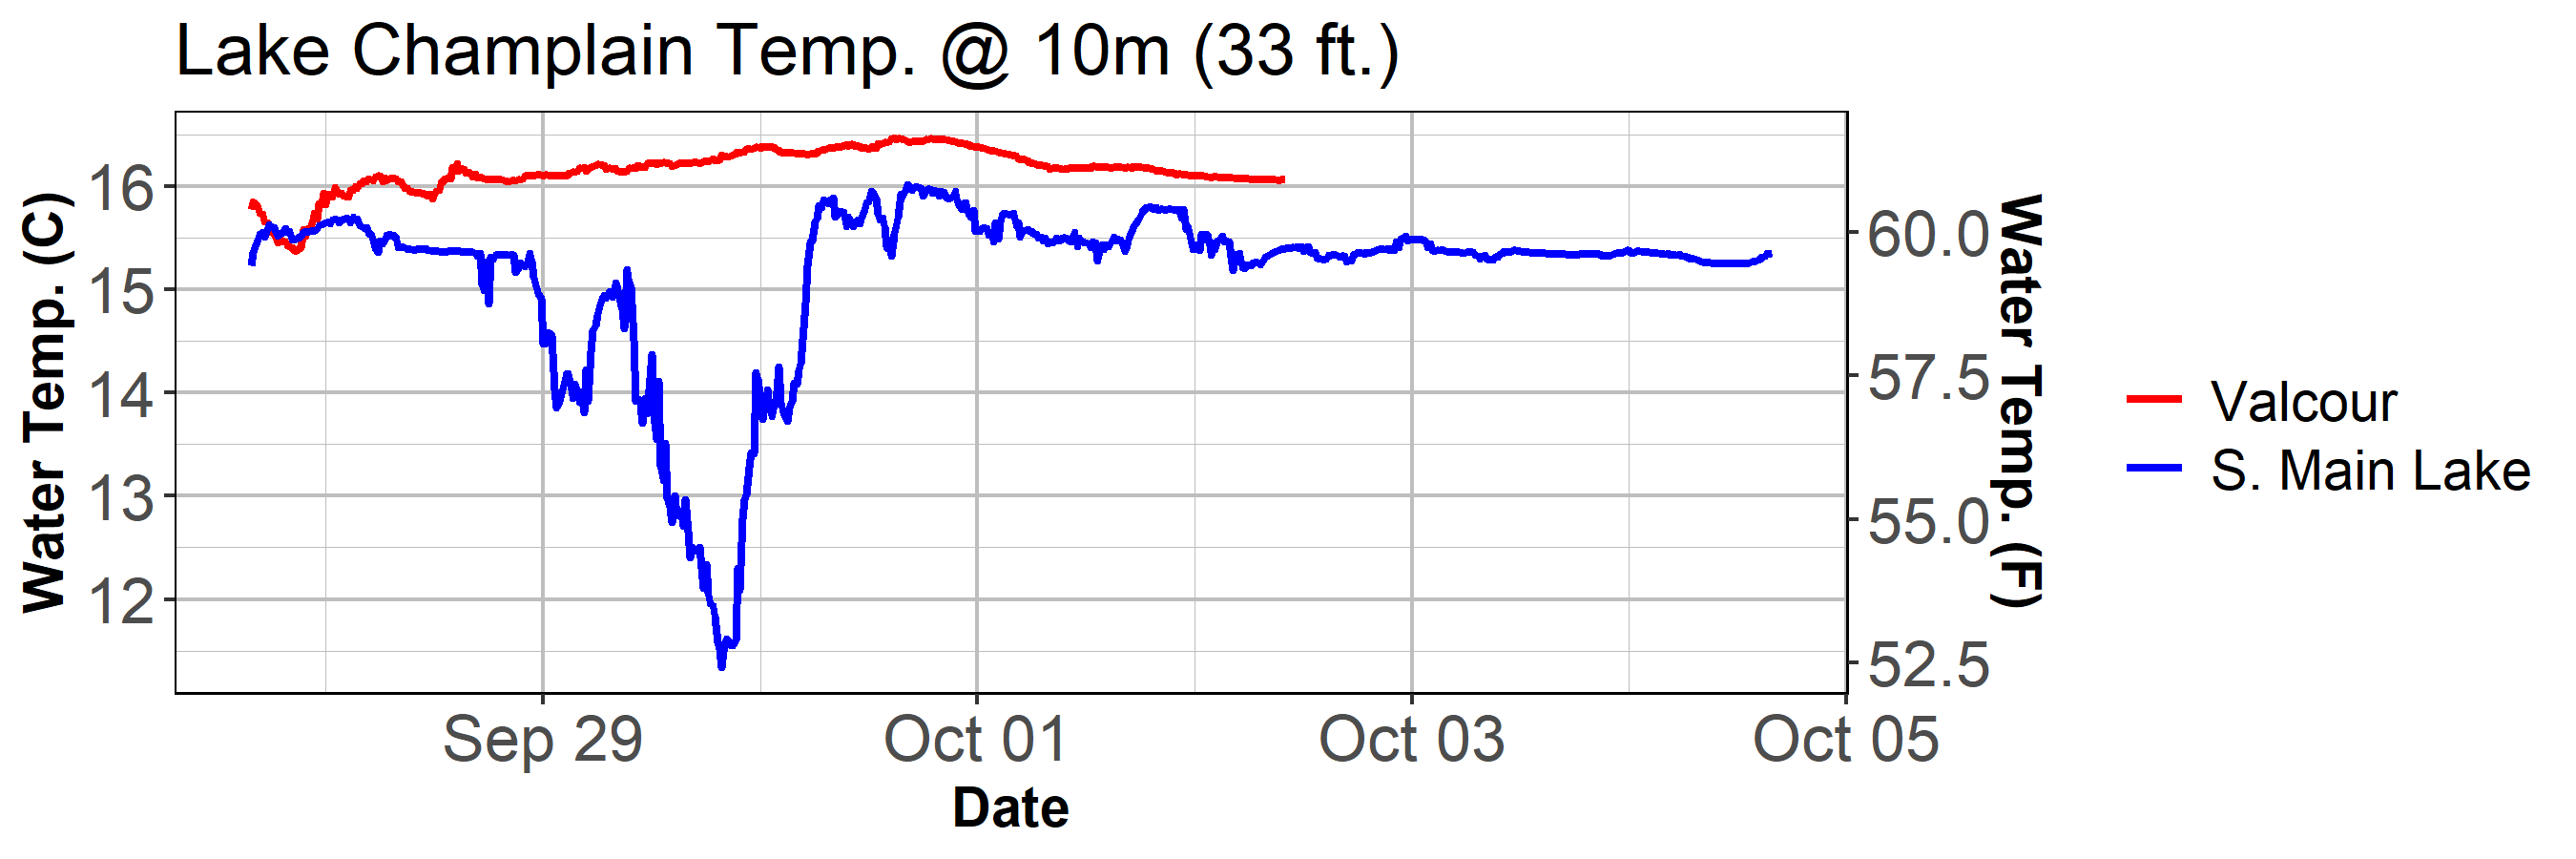 Lake Champlain Temp. @ 10m (33 ft.)
Water Temp. (C)
16
15
14
13
12
60.0
57.5
55.0
52.5
Water Temp. (F)
Sep 29
Oct 01
Oct 03
Oct 05
Date
Valcour
S. Main Lake